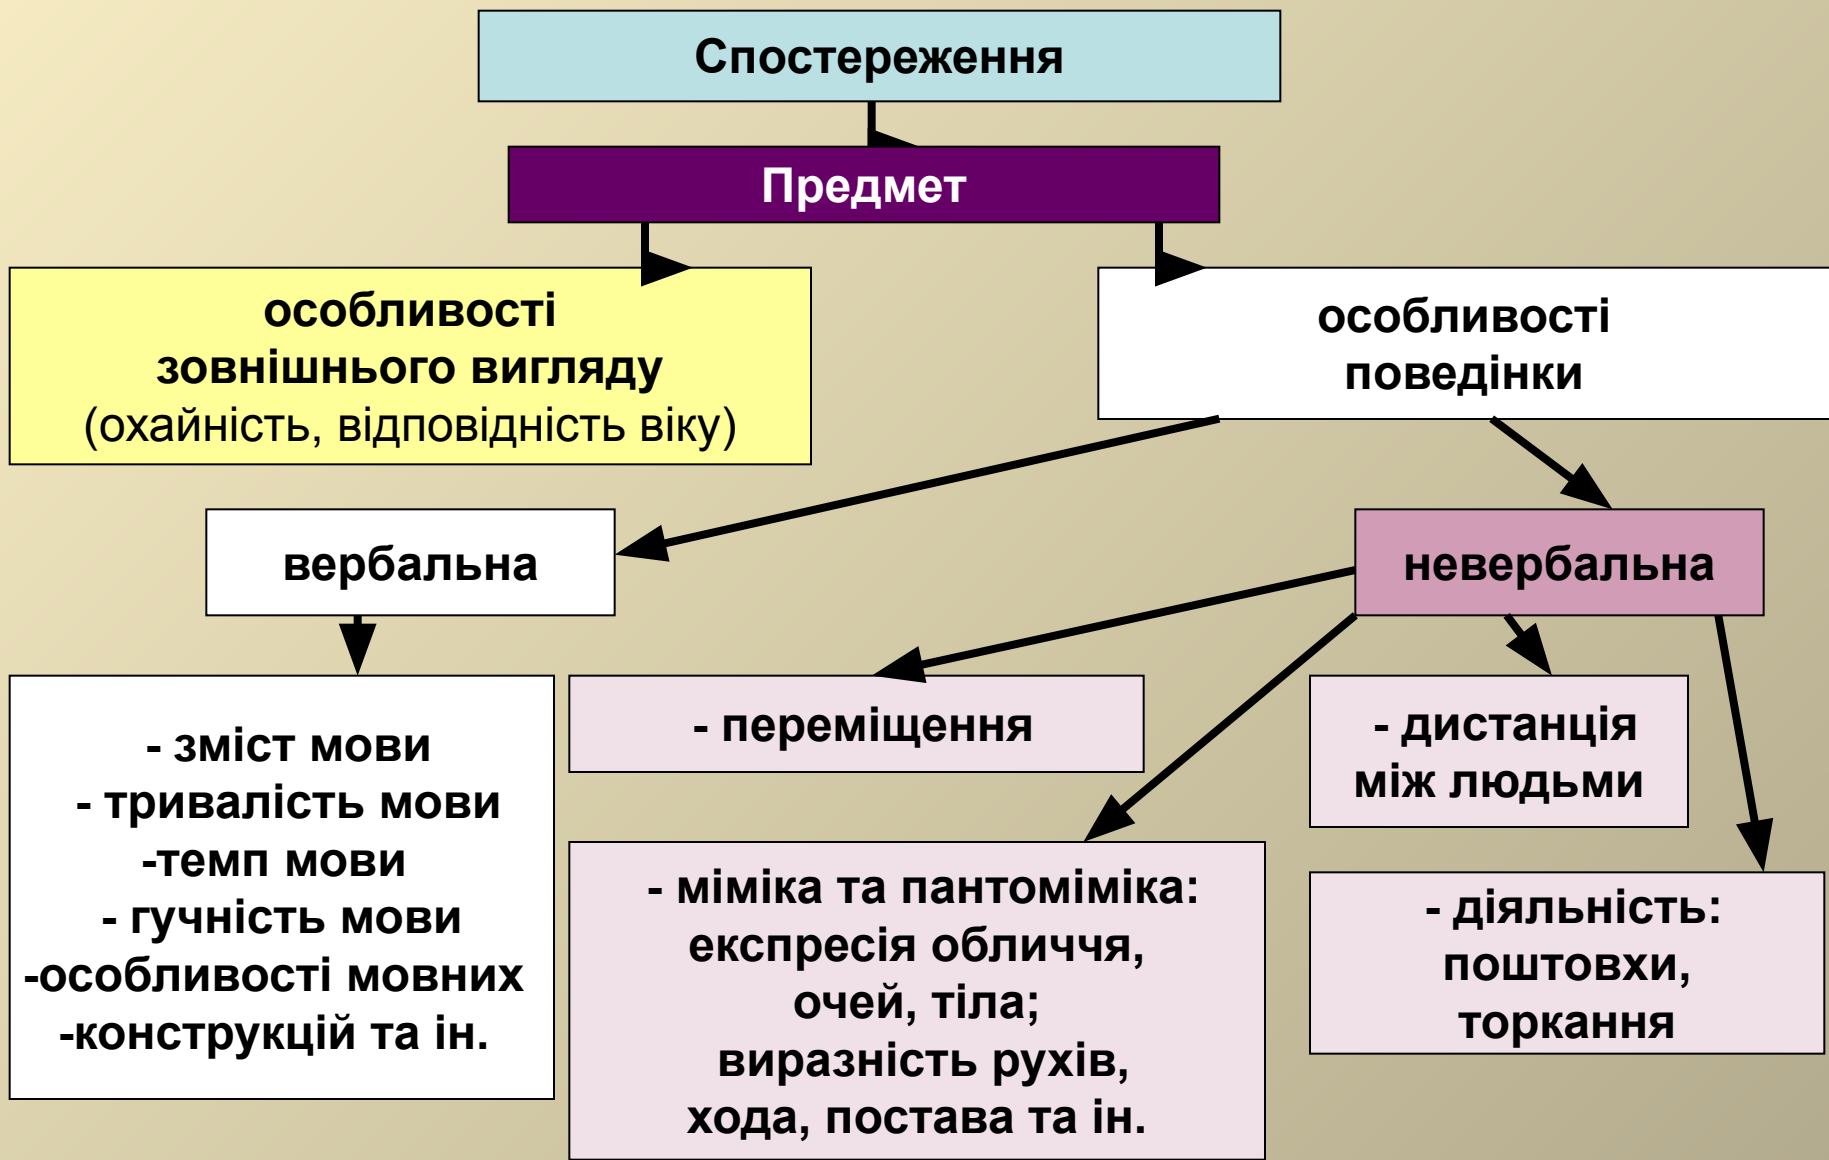 Спостереження
Предмет
особливості
зовнішнього вигляду
(охайність, відповідність віку)
особливості
поведінки
вербальна
невербальна
- зміст мови
- тривалість мови
-темп мови
- гучність мови
-особливості мовних
-конструкцій та ін.
- переміщення
- дистанція
між людьми
- міміка та пантоміміка:
експресія обличчя,
очей, тіла;
виразність рухів,
хода, постава та ін.
- діяльність:
поштовхи,
торкання